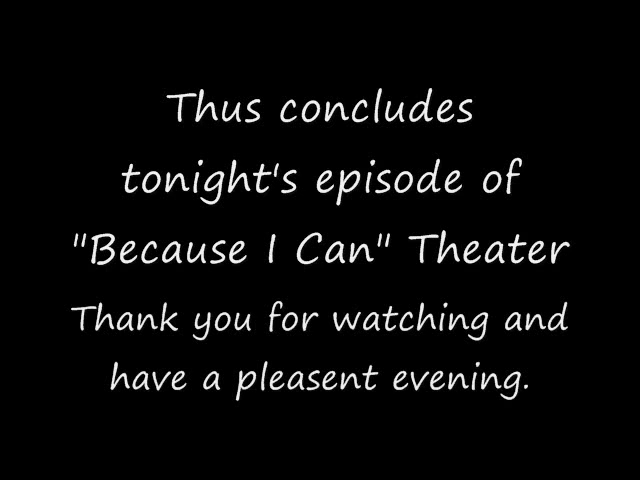 Thus concludes
tonight's episode of
"Because I Can" Theater
Thank you for watching and
have a pleasent evening.